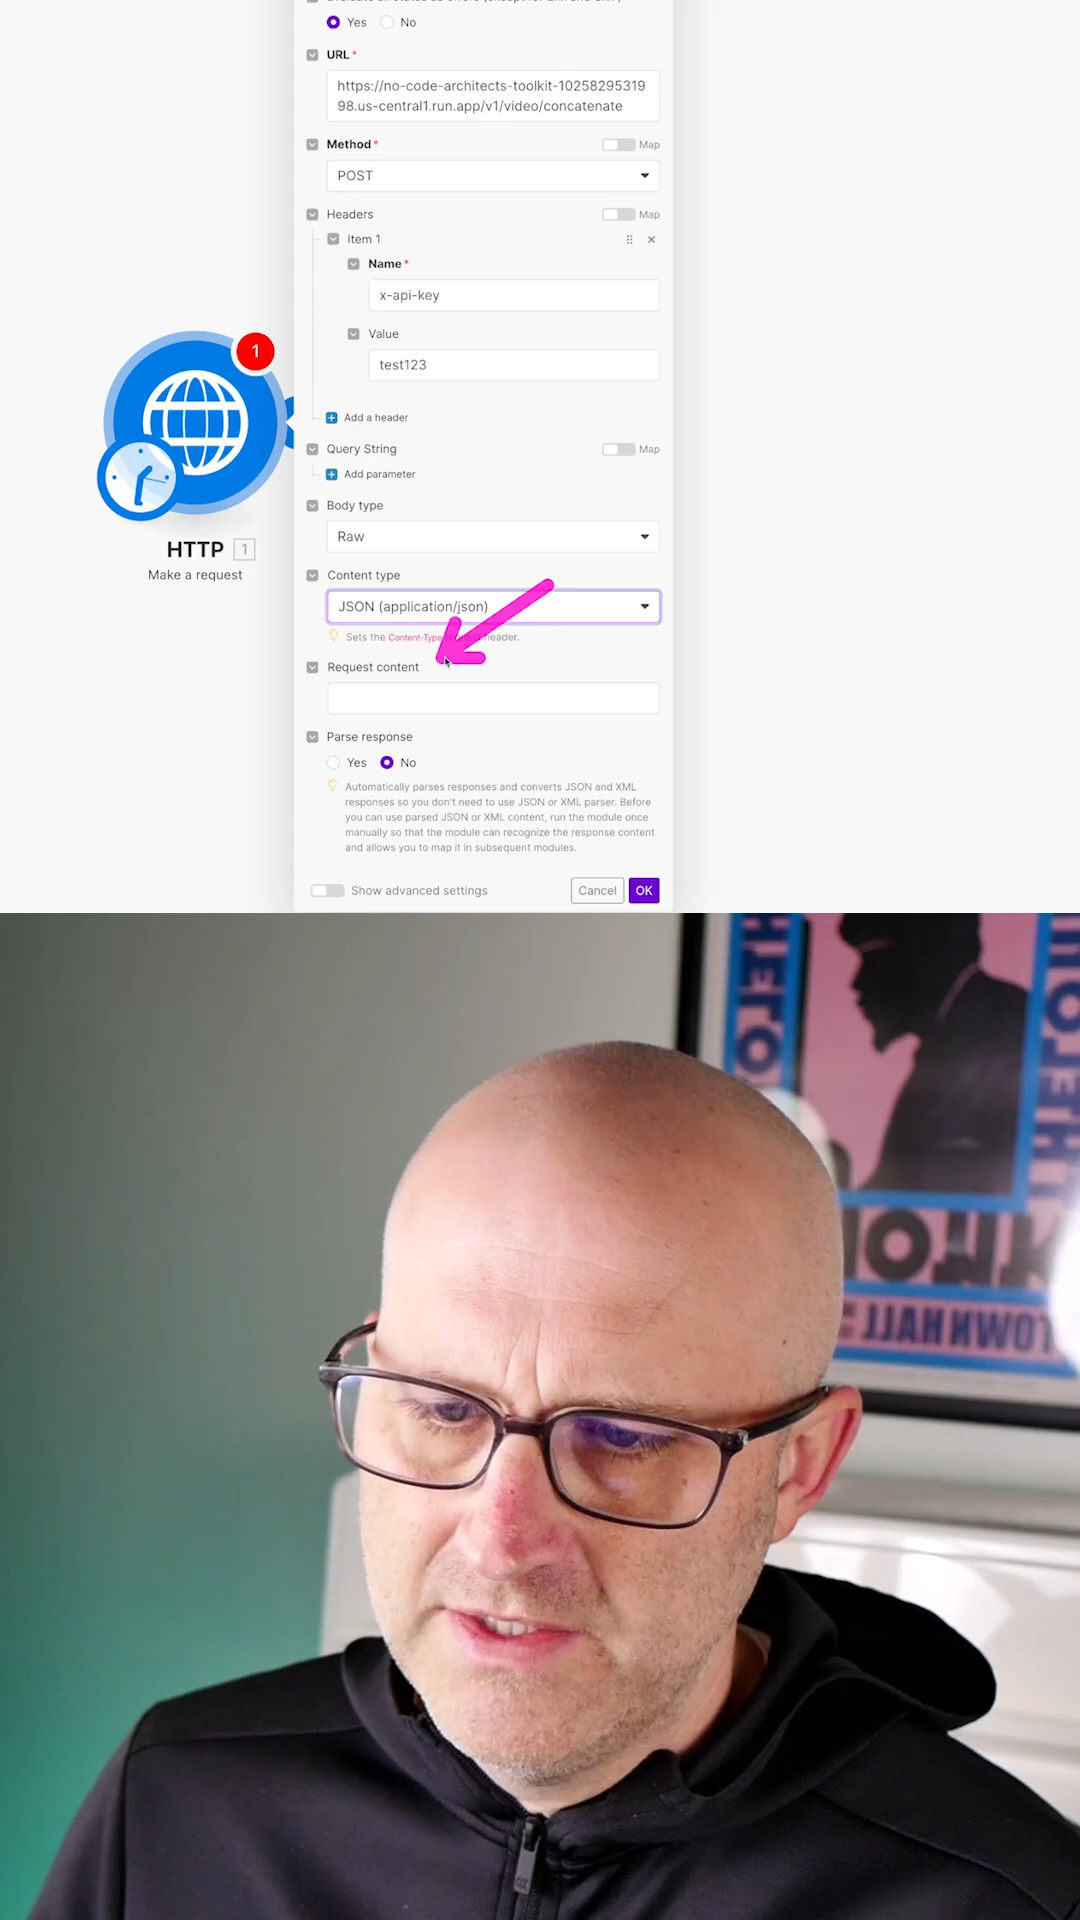 Yes No
URL *
https://no-code-architects-toolkit-10258295319
98.us-central1.run.app/v1/video/concatenate
Method * Map
POST
Headers Map
Item 1
Name *
x-api-key
Value
test123
Add a header
Query String Map
Add parameter
Body type
Raw
Content type
JSON (application/json)
Sets the Content-Type request header.
Request content
Parse response
Yes No
Automatically parses responses and converts JSON and XML
responses so you don't need to use JSON or XML parser. Before
you can use parsed JSON or XML content, run the module once
manually so that the module can recognize the response content
and allows you to map it in subsequent modules.
Show advanced settings Cancel OK
1
HTTP 1
Make a request
MONK
TOWN HALL